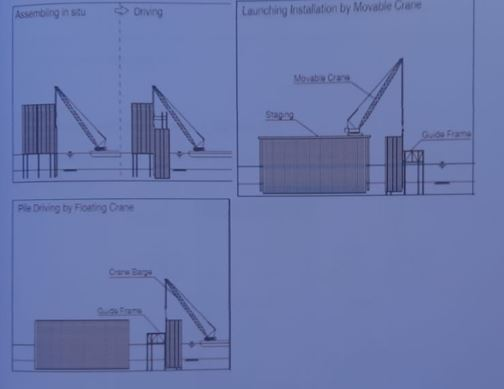 Assembling in situ ⇨ Driving
Launching Installation by Movable Crane
Movable Crane
Staging
Guide Frame
Pile Driving by Floating Crane
Crane Barge
Guide Frame